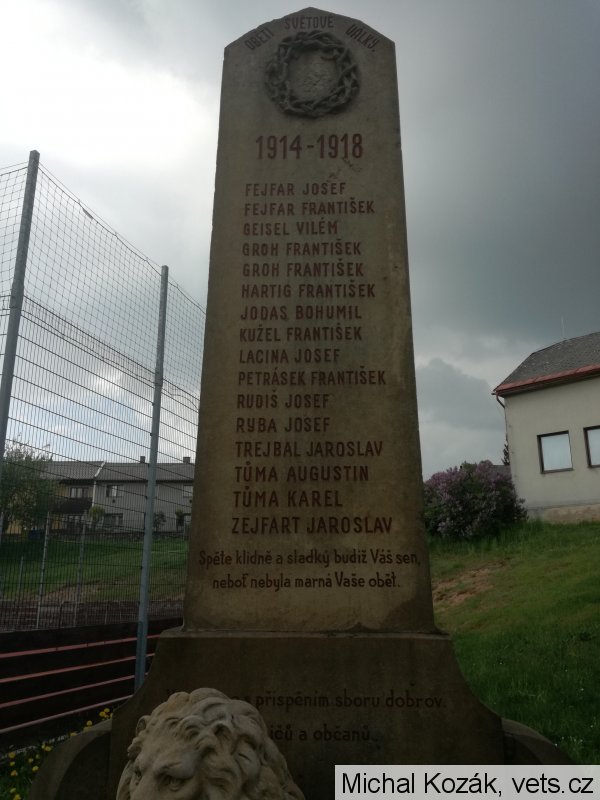 OBĚTI SVĚTOVÉ VÁLKY.
1914-1918
FEJFAR JOSEF
FEJFAR FRANTIŠEK
GEISEL VILÉM
GROH FRANTIŠEK
GROH FRANTIŠEK
HARTIG FRANTIŠEK
JODAS BOHUMIL
KUŽEL FRANTIŠEK
LACINA JOSEF
PETRÁSEK FRANTIŠEK
RUDIŠ JOSEF
RYBA JOSEF
TREJBAL JAROSLAV
TŮMA AUGUSTIN
TŮMA KAREL
ZEJFART JAROSLAV
Spěte klidně a sladký budiž Váš sen,
neboť nebyla marná Vaše oběť.
s přispěním sboru dobrov.
a občanů.
Michal Kozák, vets.cz